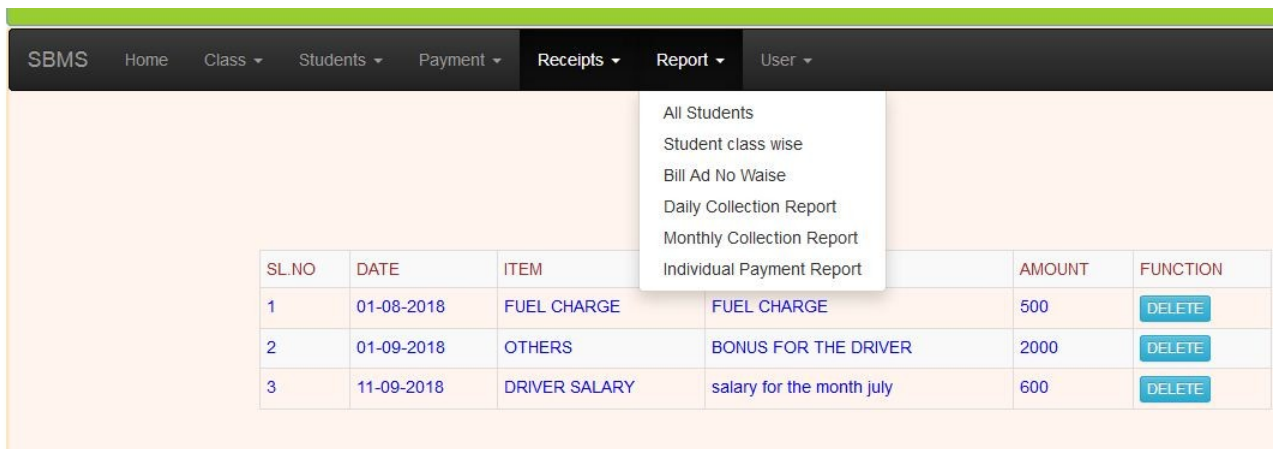 SBMS Home Class Students Payment Receipts Report User
All Students
Student class wise
Bill Ad No Waise
Daily Collection Report
Monthly Collection Report
Individual Payment Report
SL.NO DATE ITEM AMOUNT FUNCTION
1 01-08-2018 FUEL CHARGE FUEL CHARGE 500 DELETE
2 01-09-2018 OTHERS BONUS FOR THE DRIVER 2000 DELETE
3 11-09-2018 DRIVER SALARY salary for the month july 600 DELETE